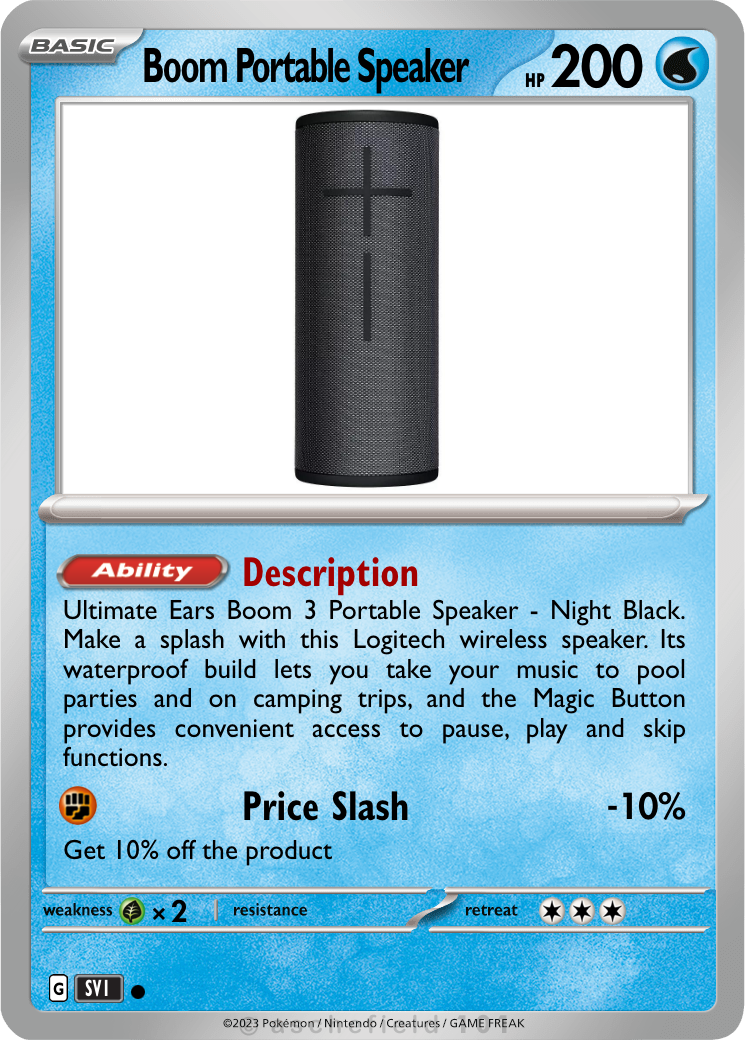 BASIC
Boom Portable Speaker
HP 200
Ability Description
Ultimate Ears Boom 3 Portable Speaker - Night Black.
Make a splash with this Logitech wireless speaker. Its
waterproof build lets you take your music to pool
parties and on camping trips, and the Magic Button
provides convenient access to pause, play and skip
functions.
Price Slash -10%
Get 10% off the product
weakness × 2 resistance retreat
G SVI
©2023 Pokémon / Nintendo / Creatures / GAME FREAK